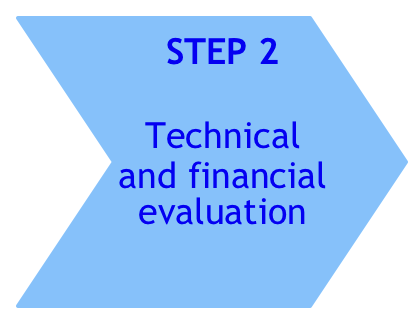 STEP 2
Technical
and financial
evaluation